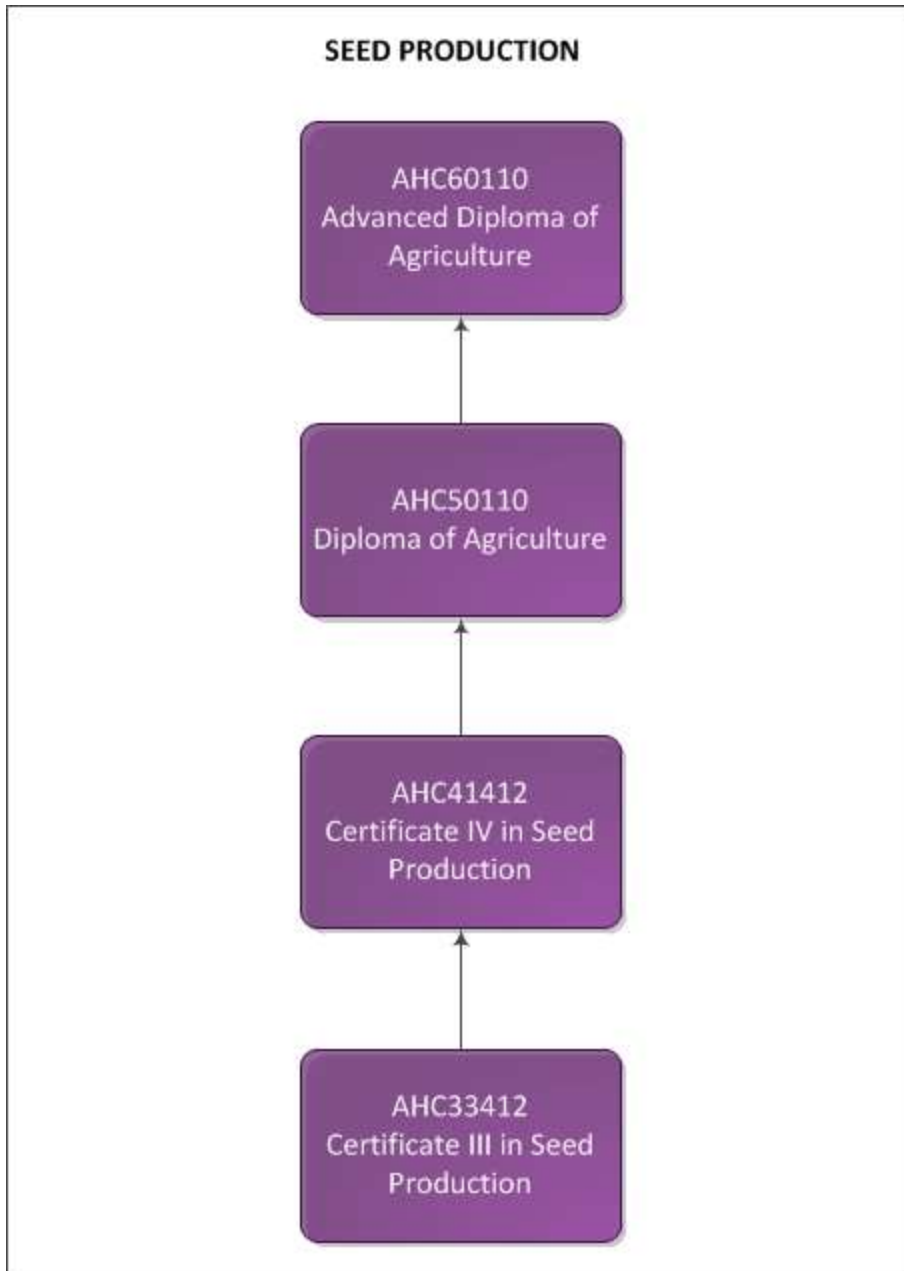 SEED PRODUCTION
AHC60110
Advanced Diploma of
Agriculture
AHC50110
Diploma of Agriculture
AHC41412
Certificate IV in Seed
Production
AHC33412
Certificate III in Seed
Production